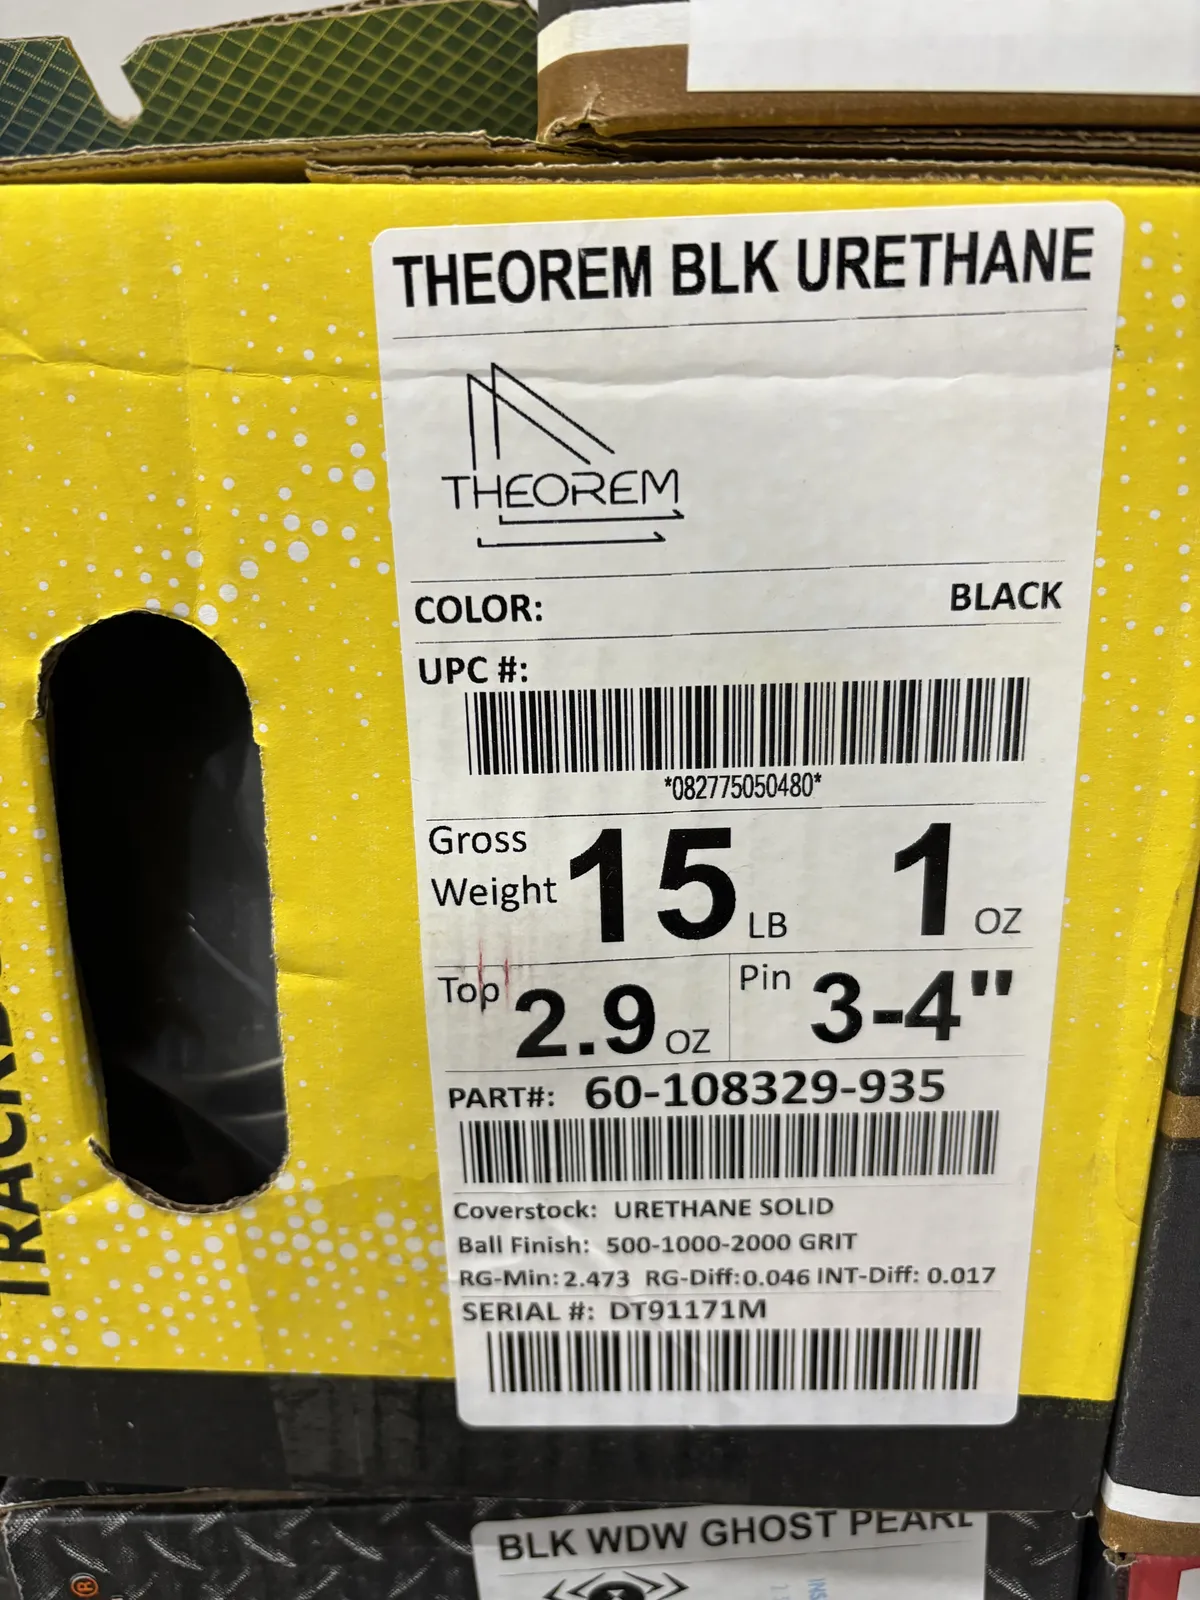 THEOREM BLK URETHANE
THEOREM
COLOR: BLACK
UPC #:
*082775050480*
Gross Weight 15 LB 1 OZ
Top 2.9 OZ Pin 3-4"
PART#: 60-108329-935
Coverstock: URETHANE SOLID
Ball Finish: 500-1000-2000 GRIT
RG-Min: 2.473 RG-Diff: 0.046 INT-Diff: 0.017
SERIAL #: DT91171M
BLK WDW GHOST PEARL
®